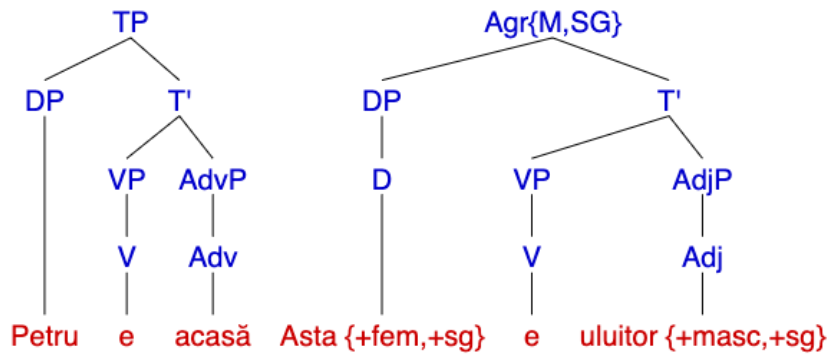 TP Agr{M,SG}
DP T' DP T'
VP AdvP D VP AdjP
V Adv V Adj
Petru e acasă Asta {+fem,+sg} e uluitor {+masc,+sg}